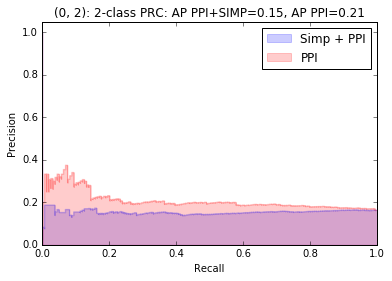 (0, 2): 2-class PRC: AP PPI+SIMP=0.15, AP PPI=0.21
Simp + PPI
PPI
1.0
0.8
0.6
0.4
0.2
0.0
Precision
0.0 0.2 0.4 0.6 0.8 1.0
Recall